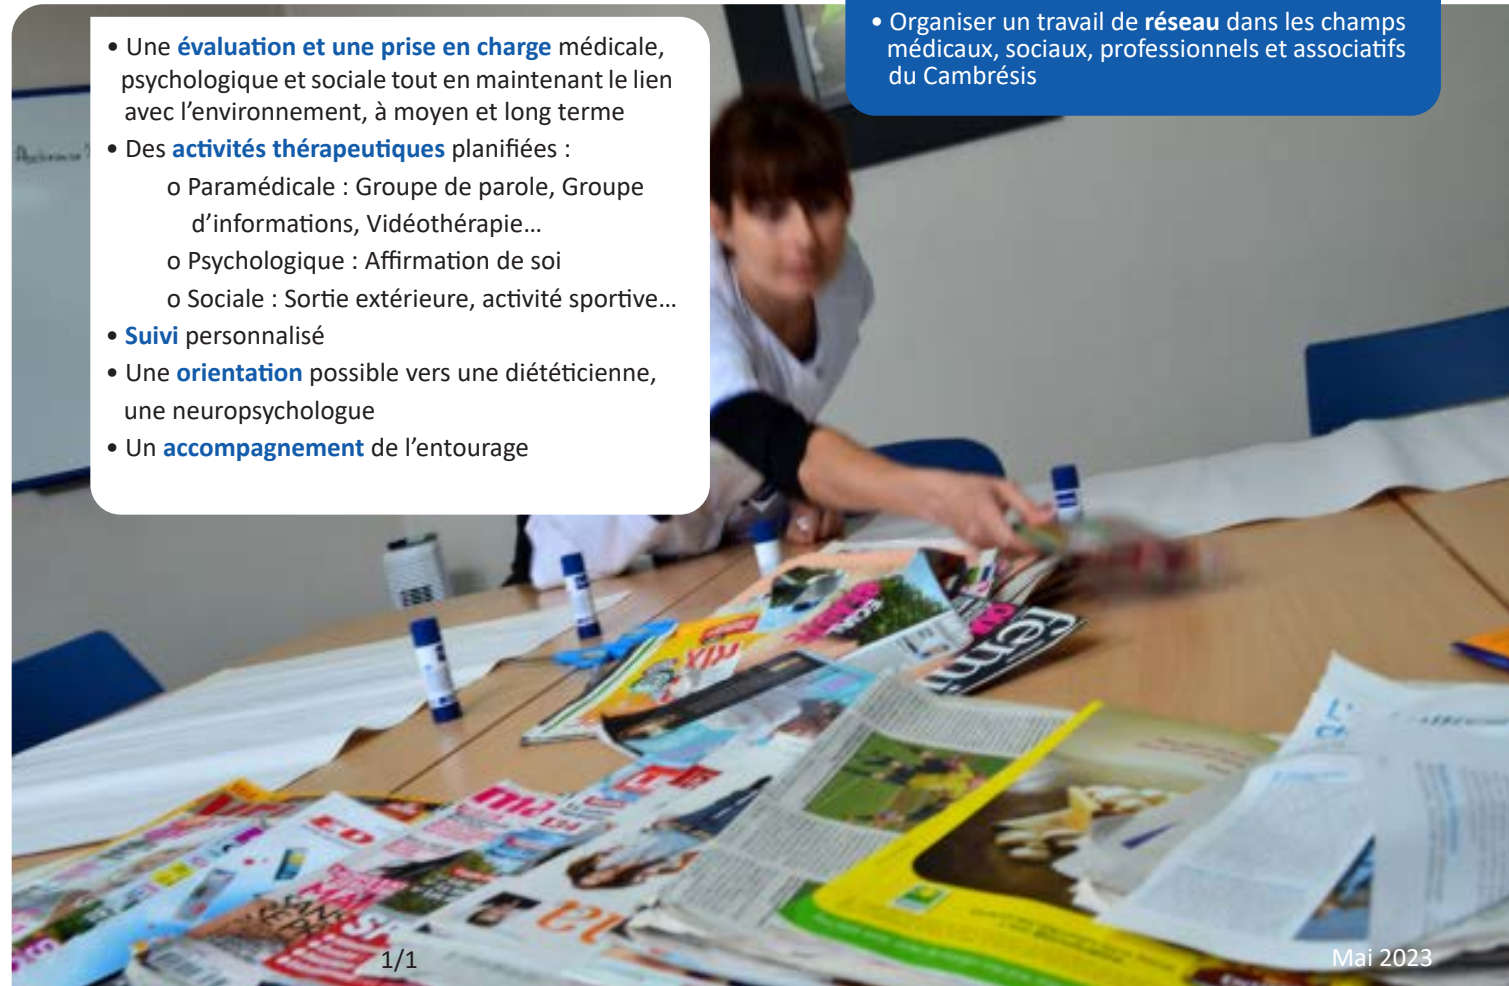 • Une évaluation et une prise en charge médicale,
psychologique et sociale tout en maintenant le lien
avec l’environnement, à moyen et long terme
• Des activités thérapeutiques planifiées :
o Paramédicale : Groupe de parole, Groupe
d’informations, Vidéothérapie…
o Psychologique : Affirmation de soi
o Sociale : Sortie extérieure, activité sportive…
• Suivi personnalisé
• Une orientation possible vers une diététicienne,
une neuropsychologue
• Un accompagnement de l’entourage
• Organiser un travail de réseau dans les champs
médicaux, sociaux, professionnels et associatifs
du Cambrésis
1/1
Mai 2023